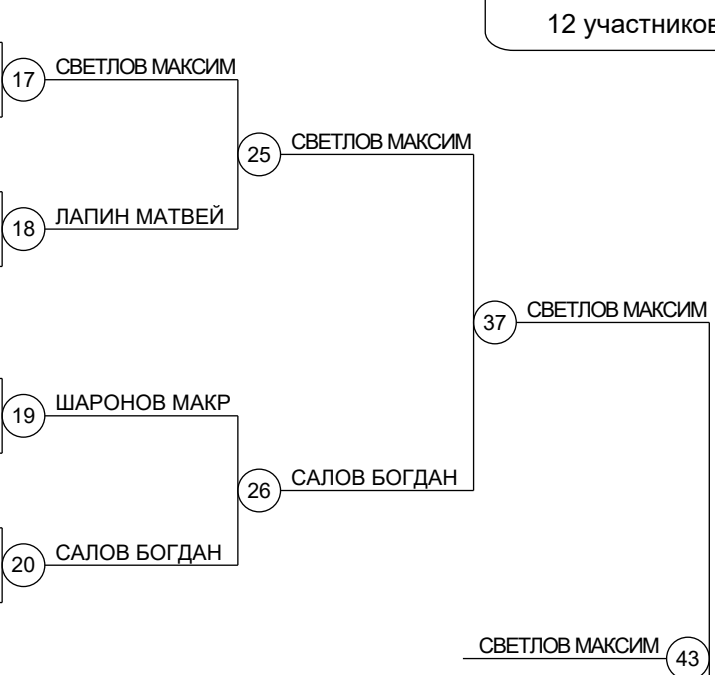 12 участников
17 СВЕТЛОВ МАКСИМ
25 СВЕТЛОВ МАКСИМ
18 ЛАПИН МАТВЕЙ
37 СВЕТЛОВ МАКСИМ
19 ШАРОНОВ МАКР
26 САЛОВ БОГДАН
20 САЛОВ БОГДАН
СВЕТЛОВ МАКСИМ 43